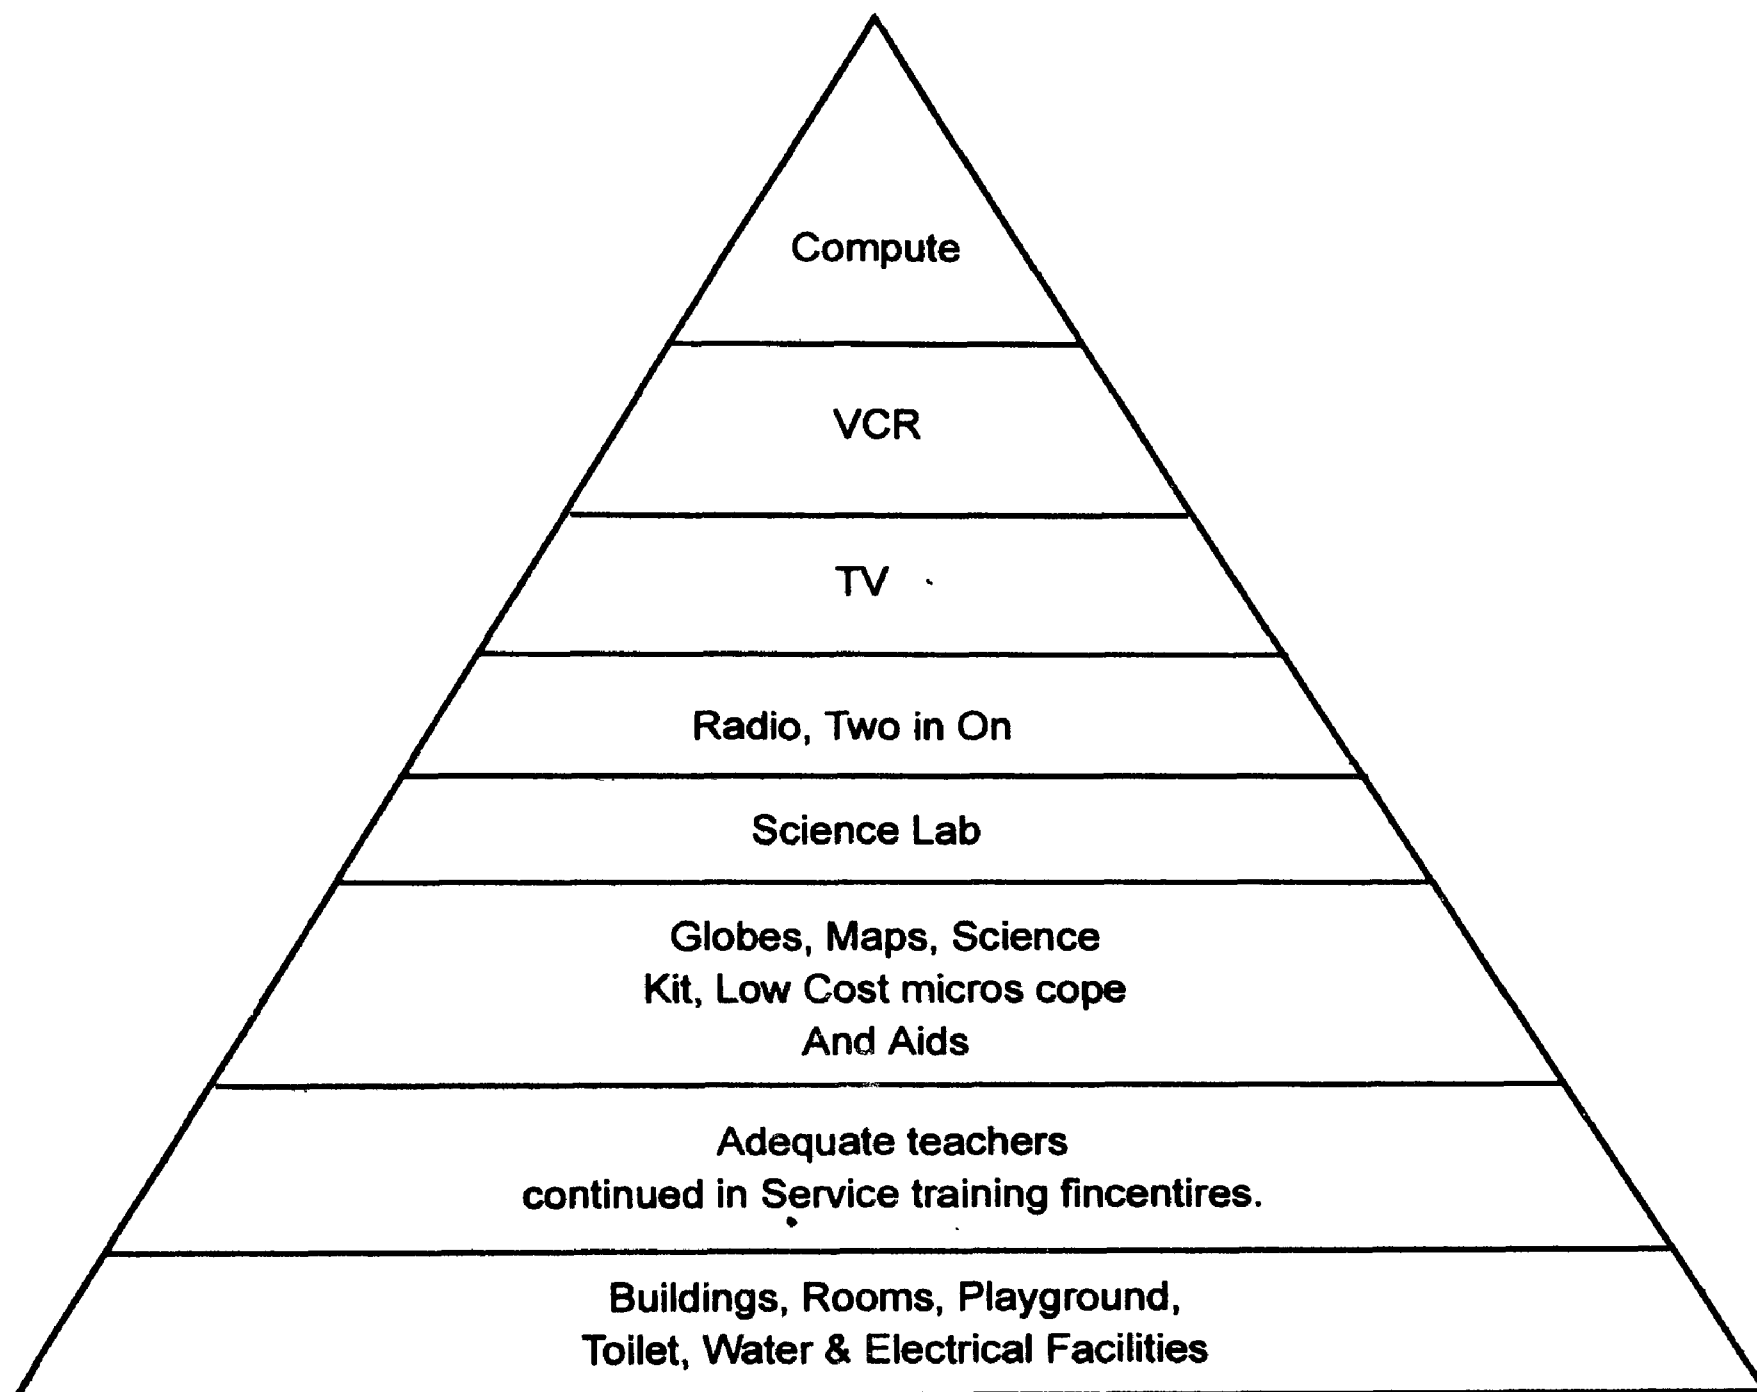 Compute
VCR
TV
Radio, Two in On
Science Lab
Globes, Maps, Science
Kit, Low Cost micros cope
And Aids
Adequate teachers
continued in Service training fincentires.
Buildings, Rooms, Playground,
Toilet, Water & Electrical Facilities